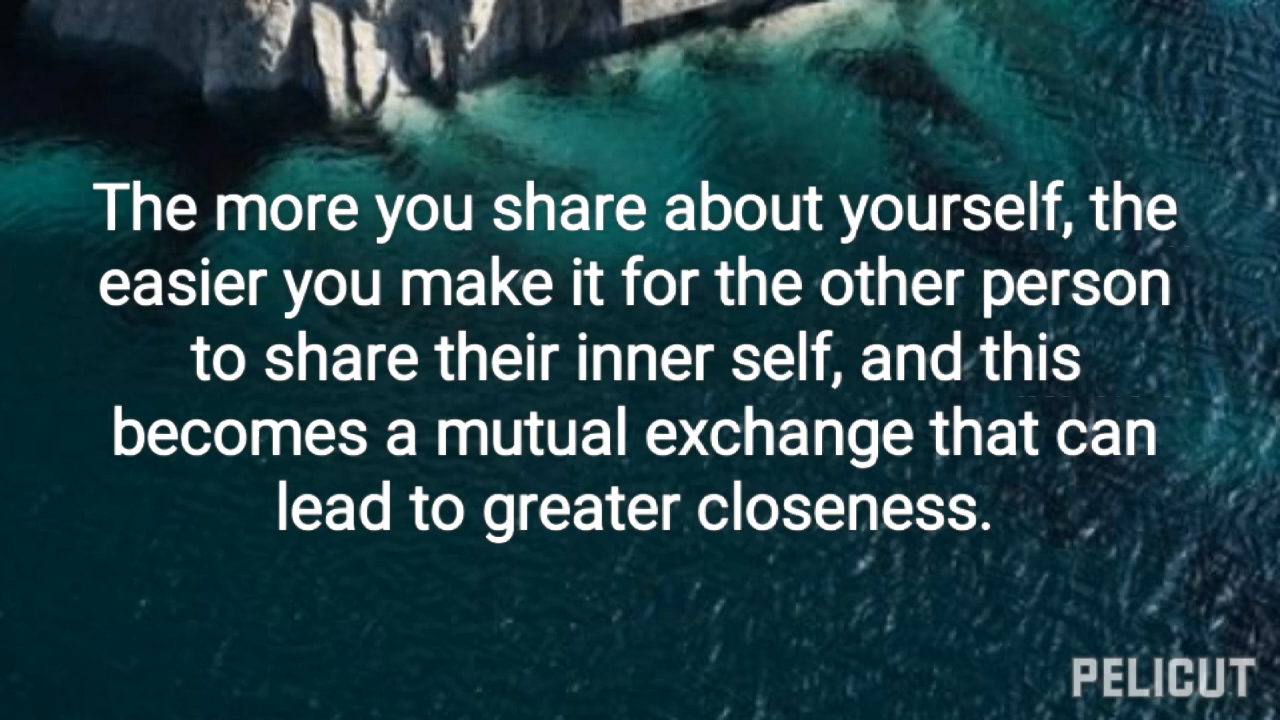 The more you share about yourself, the
easier you make it for the other person
to share their inner self, and this
becomes a mutual exchange that can
lead to greater closeness.
PELICUT